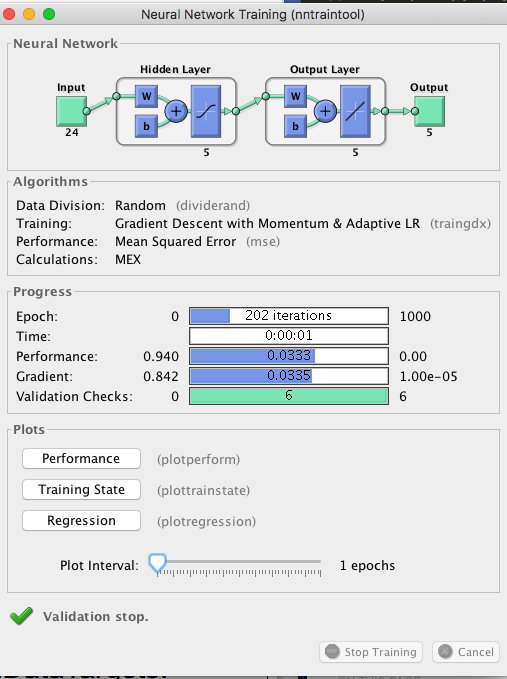 Neural Network Training (nntraintool)
Neural Network
Hidden Layer Output Layer
Input Output
W W
b b
24 5
5 5
Algorithms
Data Division: Random (dividerand)
Training: Gradient Descent with Momentum & Adaptive LR (traingdx)
Performance: Mean Squared Error (mse)
Calculations: MEX
Progress
Epoch: 0 202 iterations 1000
Time: 0:00:01
Performance: 0.940 0.0333 0.00
Gradient: 0.842 0.0335 1.00e-05
Validation Checks: 0 6 6
Plots
Performance (plotperform)
Training State (plottrainstate)
Regression (plotregression)
Plot Interval: 1 epochs
Validation stop.
Stop Training Cancel